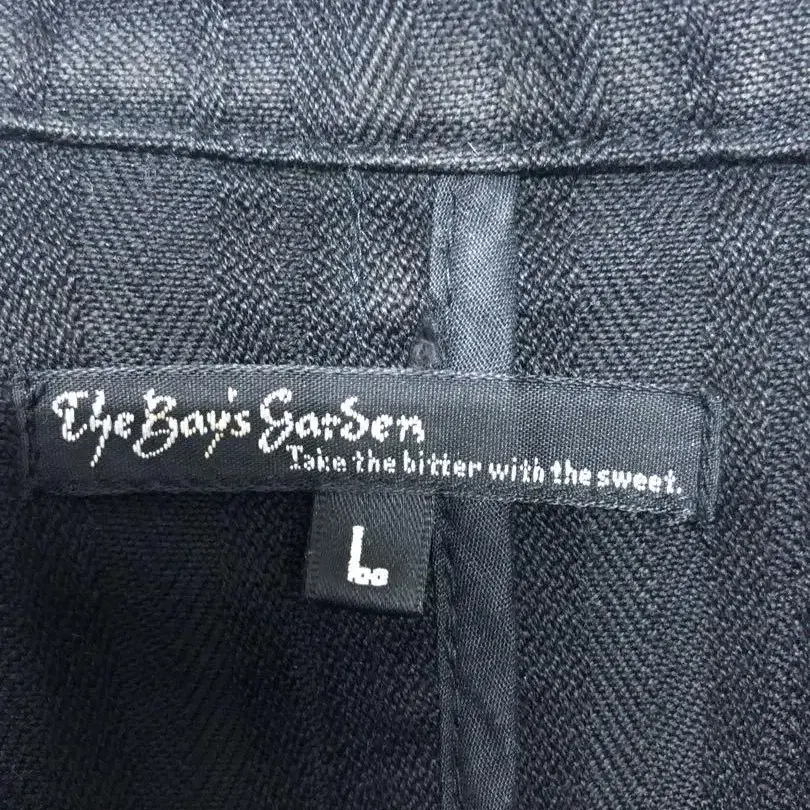 The Bay's Garden
Take the bitter with the sweet.
L